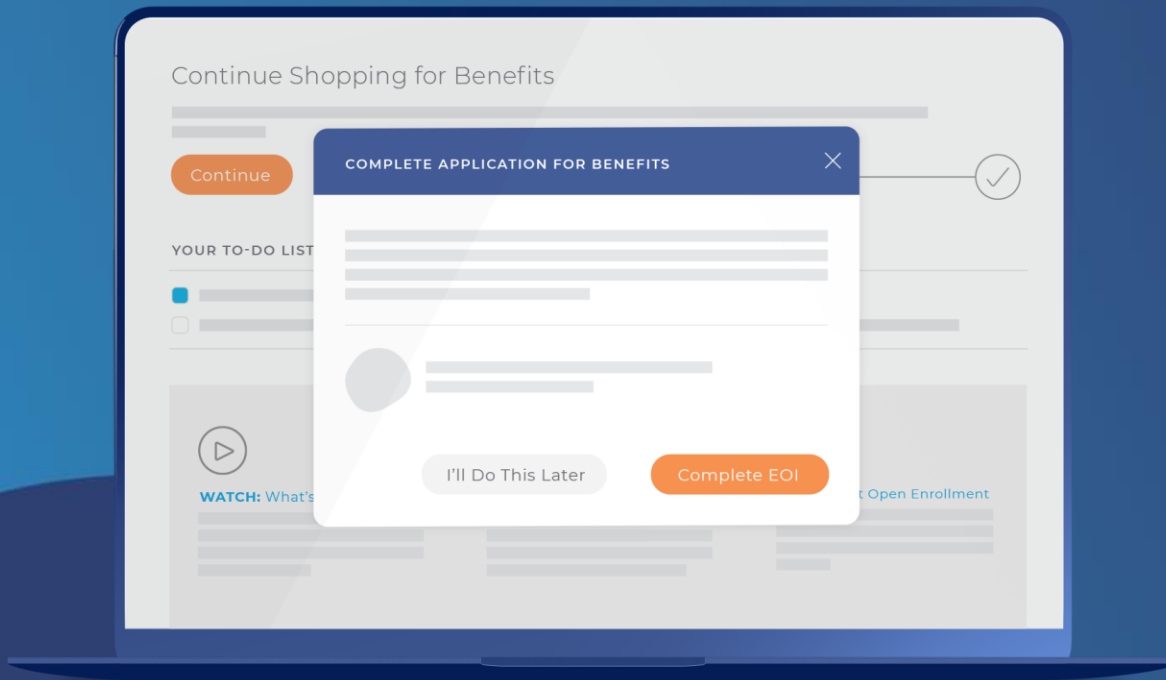 Continue Shopping for Benefits
COMPLETE APPLICATION FOR BENEFITS
Continue
YOUR TO-DO LIST
I'll Do This Later
Complete EOI
WATCH: What's
t Open Enrollment